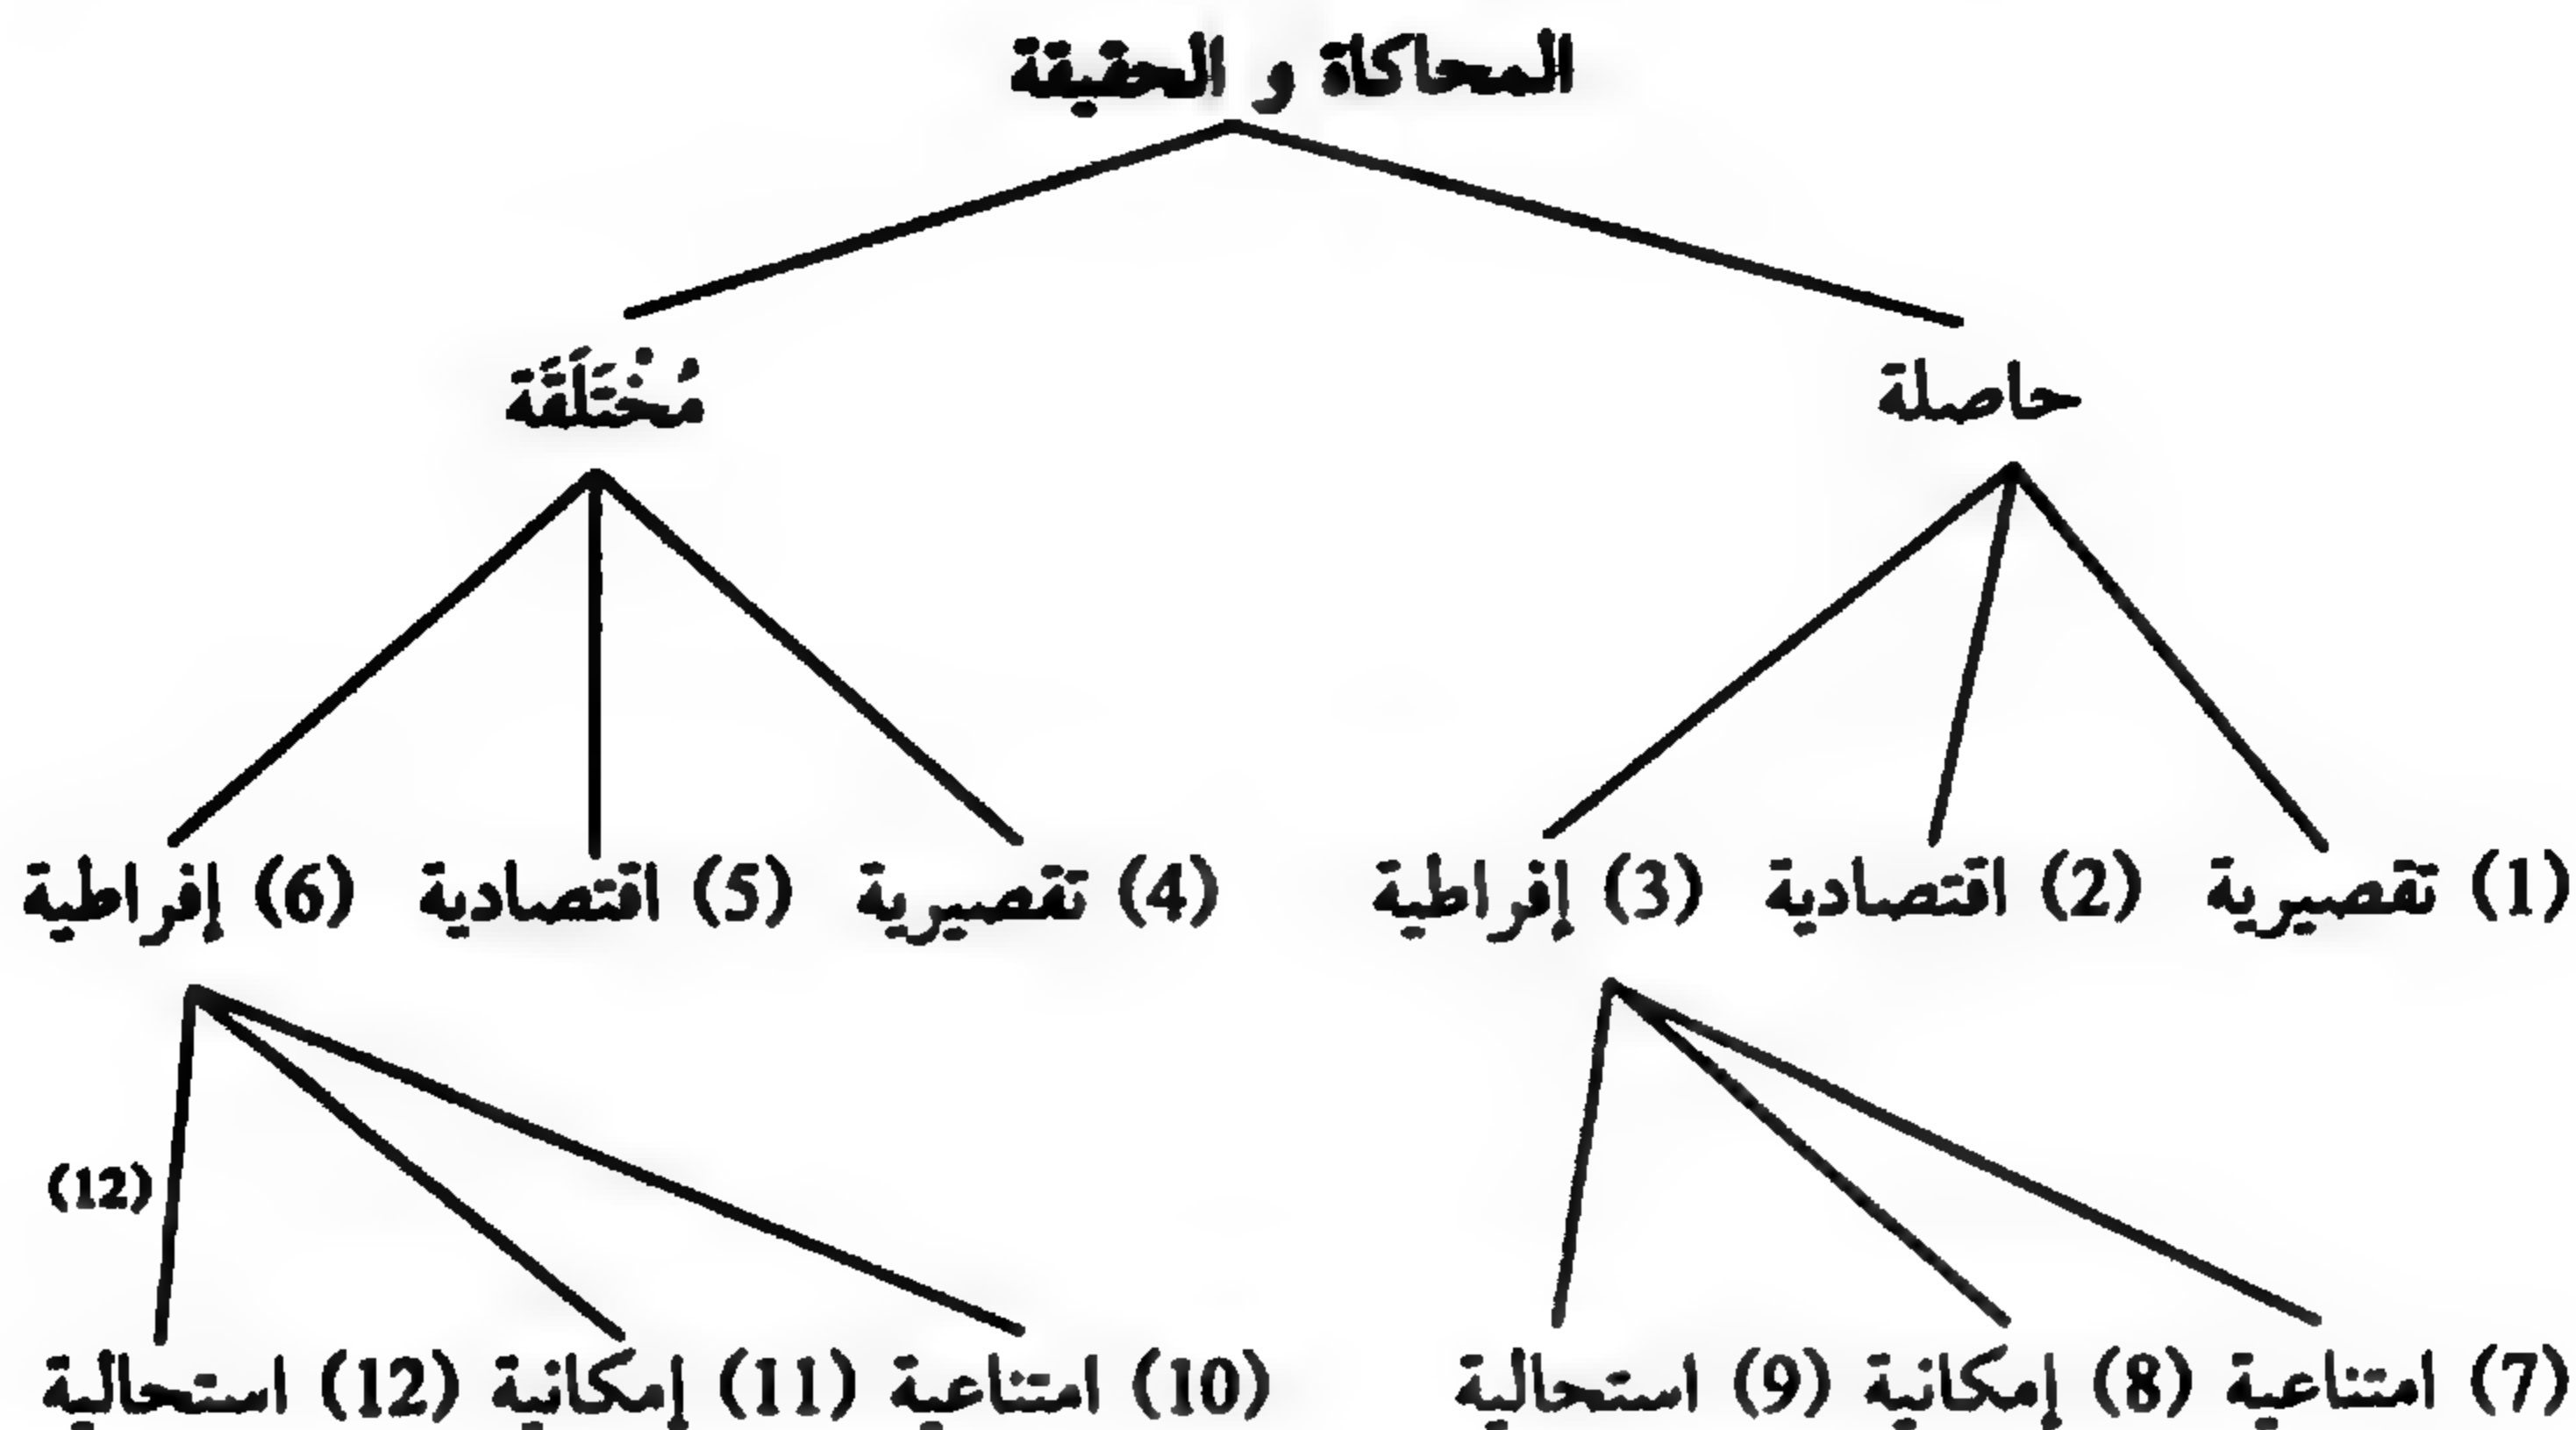 المحاكاة و الحقيقة
حاصلة
مُخْتَلَقَة
(1) تقصيرية (2) اقتصادية (3) إفراطية (4) تقصيرية (5) اقتصادية (6) إفراطية
(12)
(7) امتناعية (8) إمكانية (9) استحالية (10) امتناعية (11) إمكانية (12) استحالية